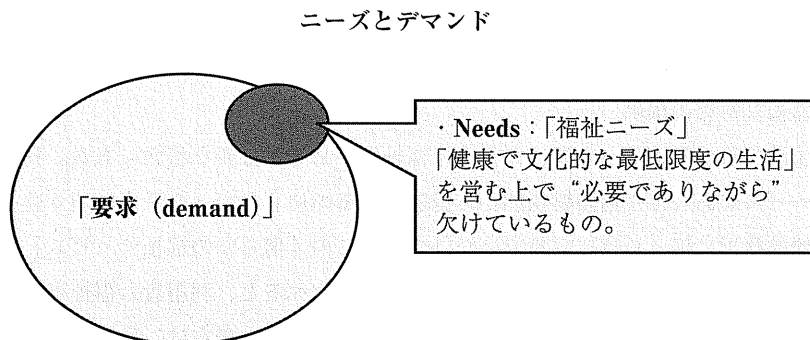 ニーズとデマンド
「要求（demand）」
・Needs：「福祉ニーズ」
「健康で文化的な最低限度の生活」
を営む上で“必要でありながら”
欠けているもの。